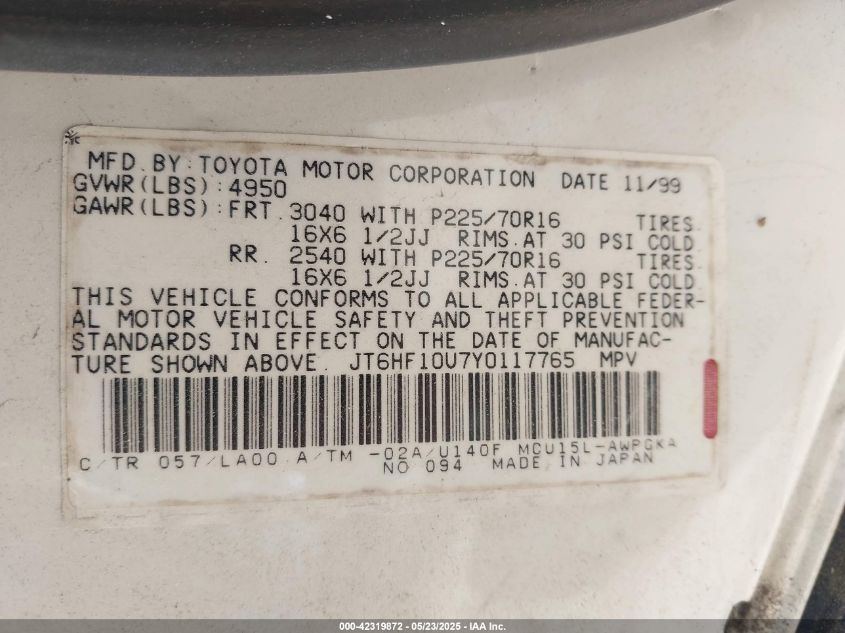 MFD. BY: TOYOTA MOTOR CORPORATION DATE 11/99
GVWR(LBS):4950
GAWR(LBS):FRT. 3040 WITH P225/70R16 TIRES.
16X6 1/2JJ RIMS.AT 30 PSI COLD
RR. 2540 WITH P225/70R16 TIRES.
16X6 1/2JJ RIMS.AT 30 PSI COLD
THIS VEHICLE CONFORMS TO ALL APPLICABLE FEDER-
AL MOTOR VEHICLE SAFETY AND THEFT PREVENTION
STANDARDS IN EFFECT ON THE DATE OF MANUFAC-
TURE SHOWN ABOVE. JT6HF10U7Y0117765 MPV
C/TR 057/LA00 A/TM -02A/U140F MCU15L-AWPGKA
NO 094 MADE IN JAPAN
000-42319872 - 05/23/2025 - IAA Inc.